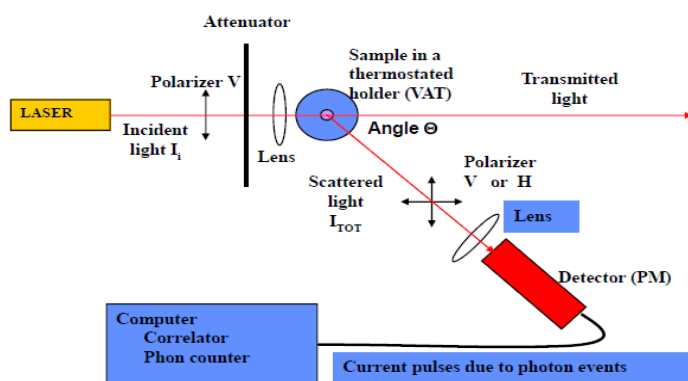 Attenuator
Polarizer V
LASER
Incident
light Ii
Lens
Sample in a
thermostated
holder (VAT)
Angle Θ
Transmitted
light
Scattered
light
ITOT
Polarizer
V or H
Lens
Detector (PM)
Computer
Correlator
Phon counter
Current pulses due to photon events